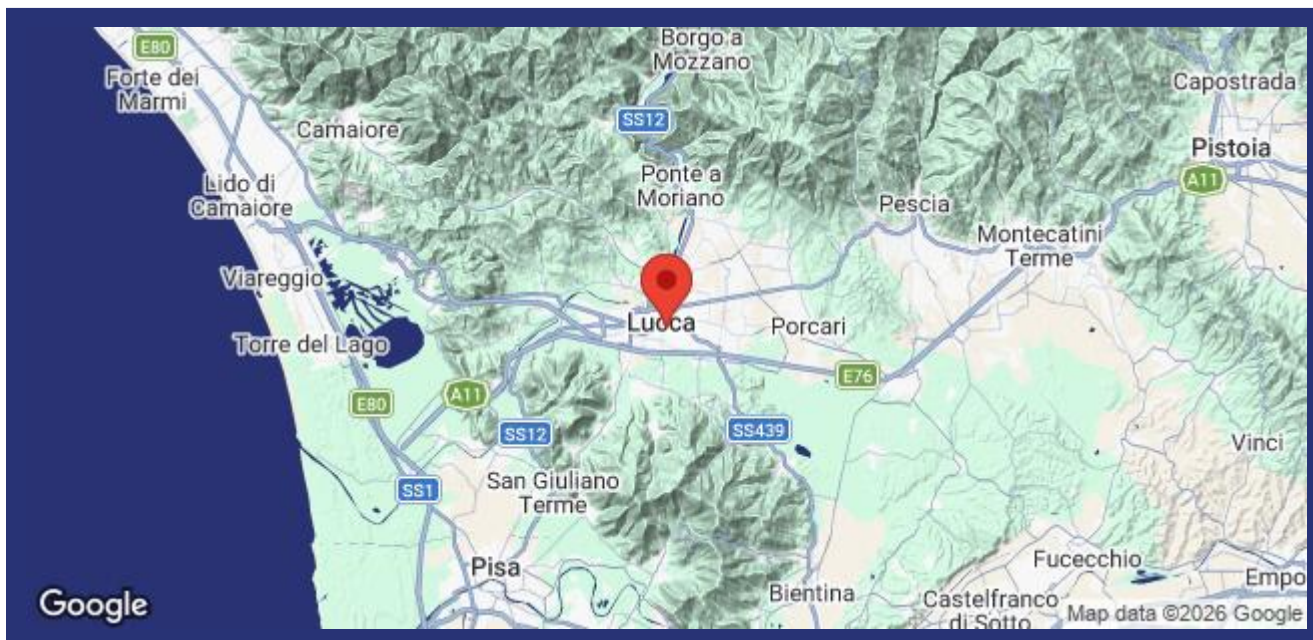 E80
Forte dei
Marmi
Borgo a
Mozzano
SS12
Camaiore
Capostrada
Pistoia
A11
Ponte a
Moriano
Lido di
Camaiore
Pescia
Montecatini
Terme
Viareggio
Lucca
Porcari
Torre del Lago
E76
A11
E80
SS12
SS439
Vinci
SS1
San Giuliano
Terme
Pisa
Fucecchio
Empo
Bientina
Castelfranco
di Sotto
Google
Map data ©2026 Google